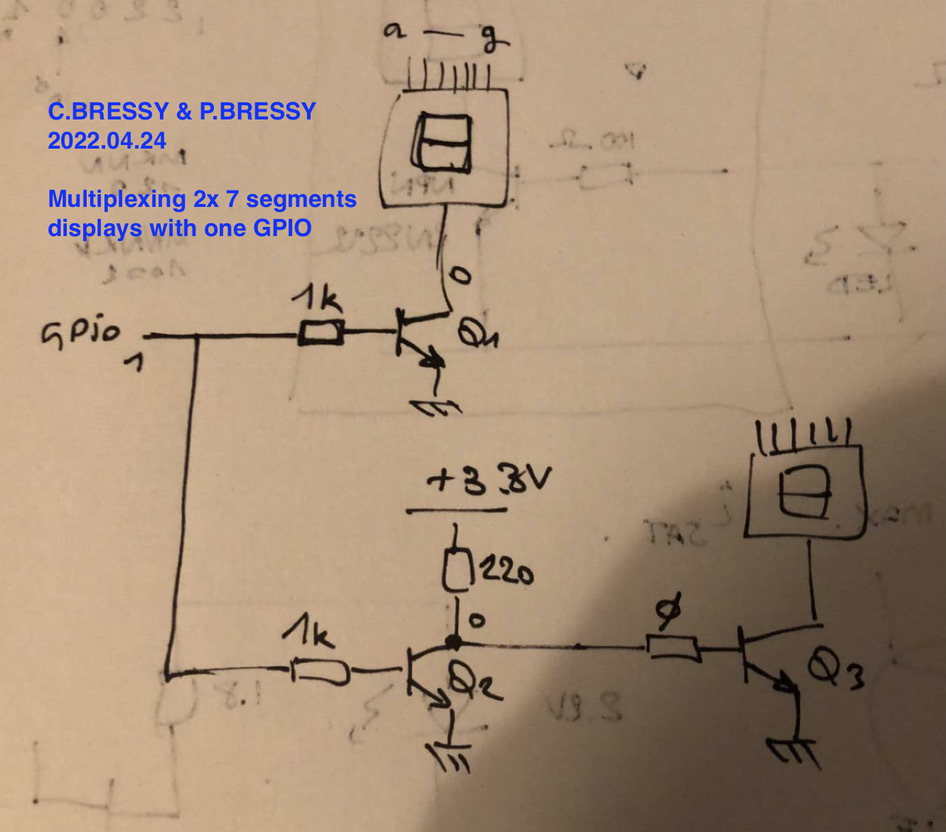 a — g
C.BRESSY & P.BRESSY
2022.04.24
Multiplexing 2x 7 segments
displays with one GPIO
0
1k
GPio
1
Q1
+3.3V
220
0
1k
Q2
ø
Q3